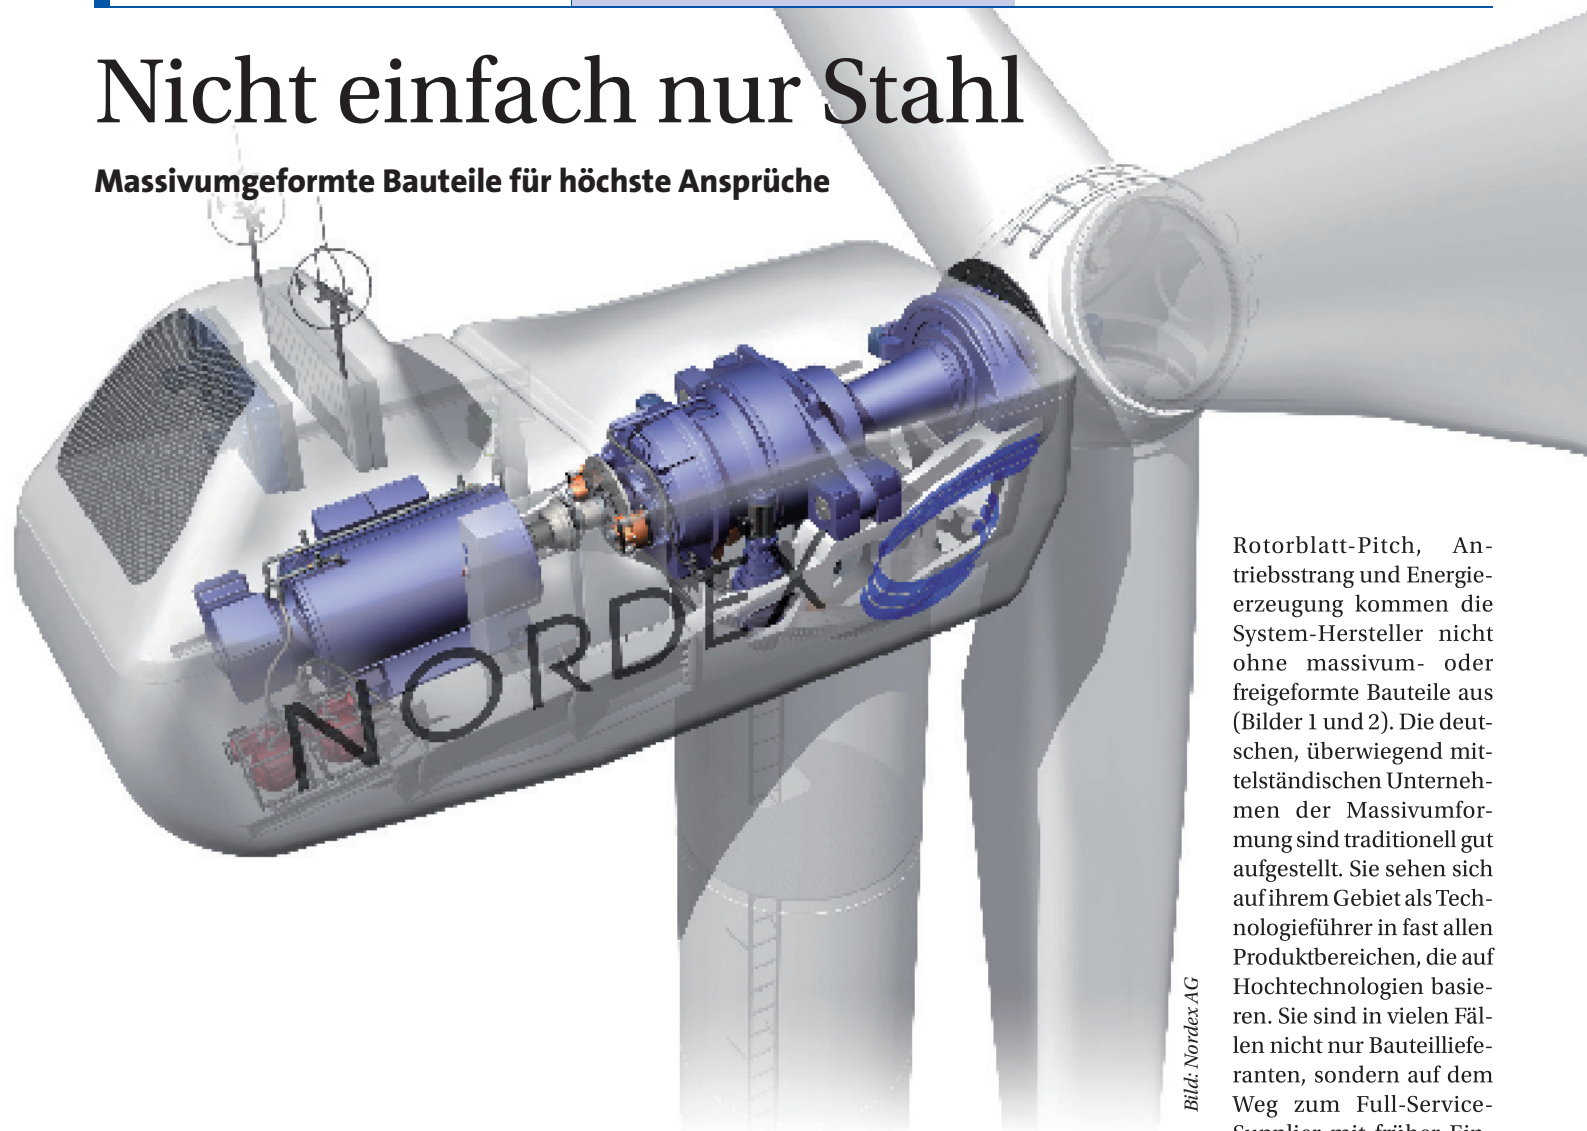 Nicht einfach nur Stahl
Massivumgeformte Bauteile für höchste Ansprüche
NORDEX
Bild: Nordex AG
Rotorblatt-Pitch, An-
triebsstrang und Energie-
erzeugung kommen die
System-Hersteller nicht
ohne massivum- oder
freigeformte Bauteile aus
(Bilder 1 und 2). Die deut-
schen, überwiegend mit-
telständischen Unterneh-
men der Massivumfor-
mung sind traditionell gut
aufgestellt. Sie sehen sich
auf ihrem Gebiet als Tech-
nologieführer in fast allen
Produktbereichen, die auf
Hochtechnologien basie-
ren. Sie sind in vielen Fäl-
len nicht nur Bauteilliefe-
ranten, sondern auf dem
Weg zum Full-Service-
Supplier mit früher Ein-